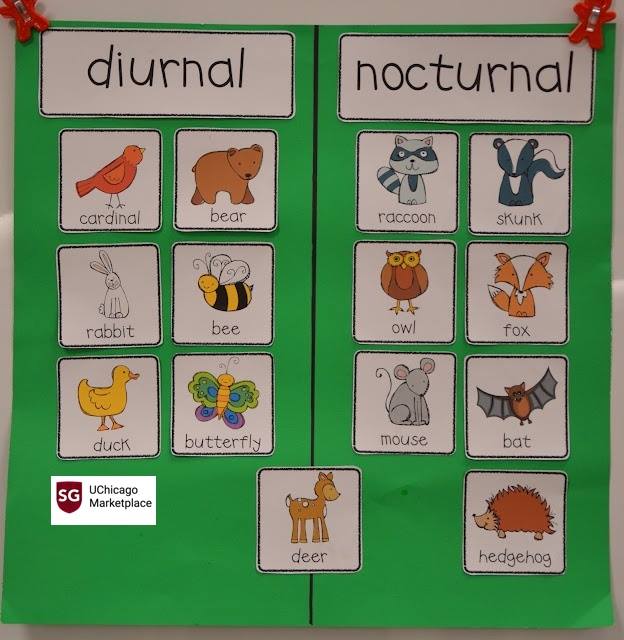 diurnal
nocturnal
cardinal
bear
raccoon
skunk
rabbit
bee
owl
fox
duck
butterfly
mouse
bat
SG
UChicago
Marketplace
deer
hedgehog